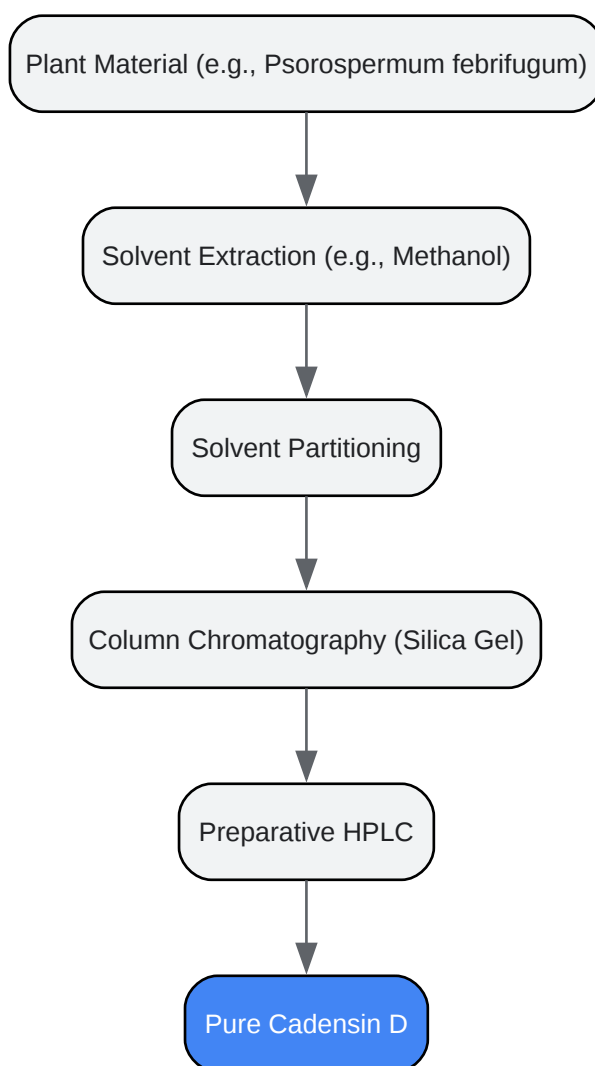 Plant Material (e.g., Psorospermum febrifugum)
Solvent Extraction (e.g., Methanol)
Solvent Partitioning
Column Chromatography (Silica Gel)
Preparative HPLC
Pure Cadensin D